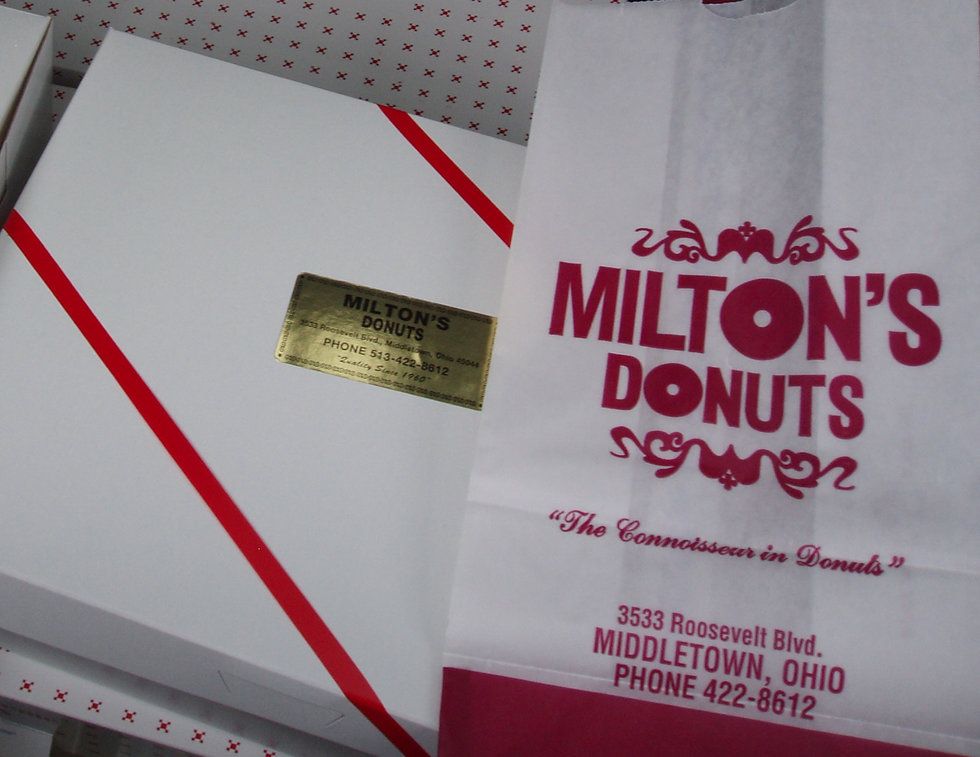 MILTON'S
DONUTS
3533 Roosevelt Blvd., Middletown, Ohio 45044
PHONE 513-422-8612
"Quality Since 1960"
MILTON'S
DONUTS
"The Connoisseur in Donuts"
3533 Roosevelt Blvd.
MIDDLETOWN, OHIO
PHONE 422-8612